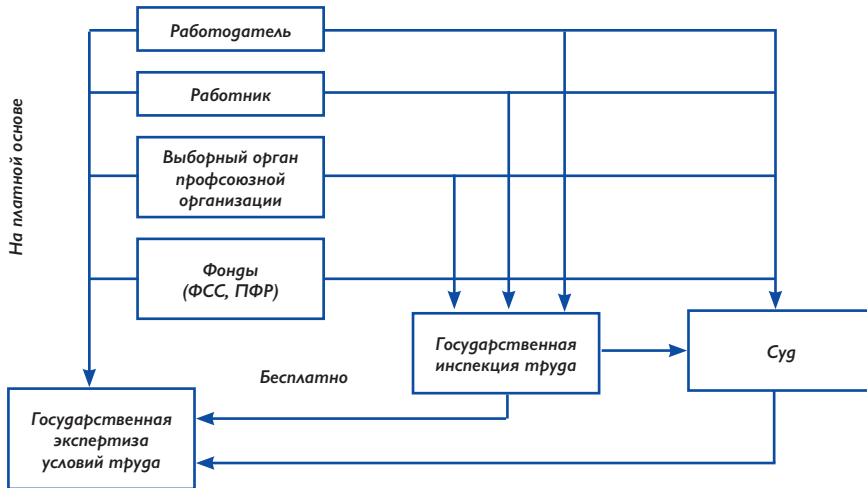 На платной основе
Работодатель
Работник
Выборный орган
профсоюзной
организации
Фонды
(ФСС, ПФР)
Государственная
инспекция труда
Суд
Бесплатно
Государственная
экспертиза
условий труда